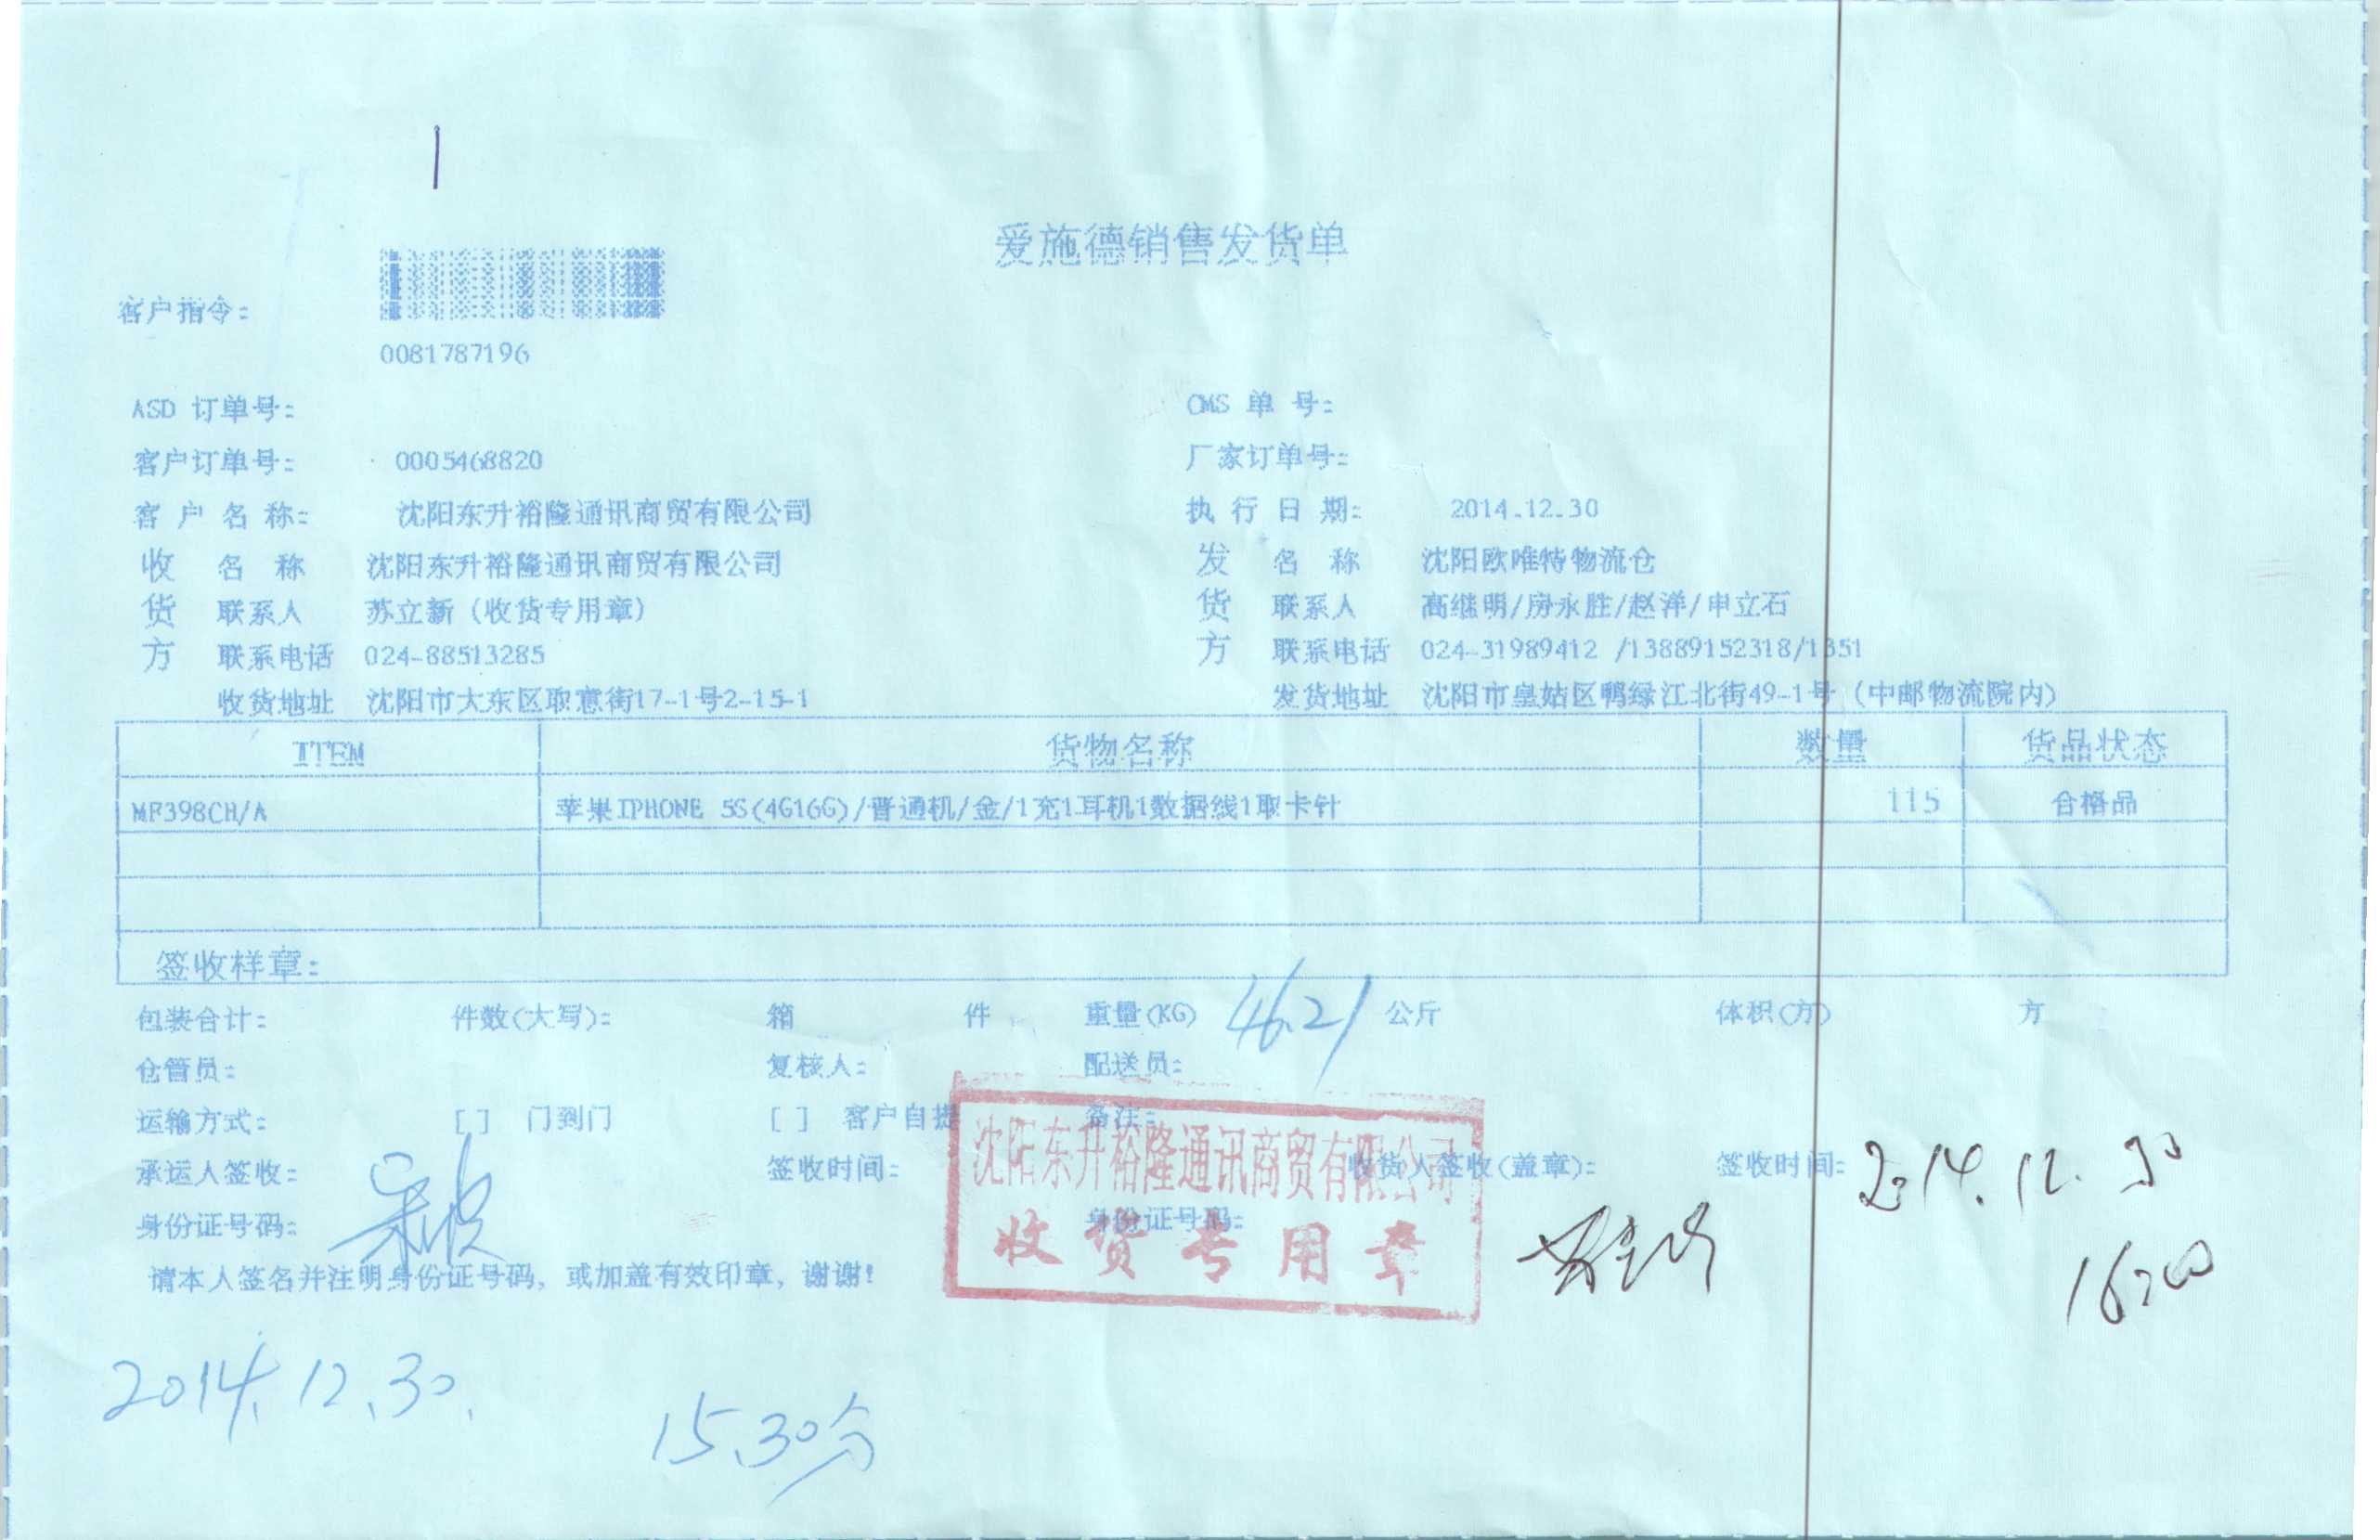 爱施德销售发货单
客户指令:
0081787196
ASD 订单号: OMS 单 号:
客户订单号: 0005468820 厂家订单号:
客 户 名 称: 沈阳东升裕隆通讯商贸有限公司 执 行 日 期: 2014.12.30
收 名 称 沈阳东升裕隆通讯商贸有限公司 发 名 称 沈阳欧唯特物流仓
货 联系人 苏立新(收货专用章) 货 联系人 高继明/房永胜/赵洋/申立石
方 联系电话 024-88513285 方 联系电话 024-31989412 /13889152318/1351
收货地址 沈阳市大东区取意街17-1号2-15-1 发货地址 沈阳市皇姑区鸭绿江北街49-1号(中邮物流院内)
ITEM 货物名称 数量 货品状态
MF398CH/A 苹果IPHONE 5S(4G16G)/普通机/金/1充1耳机1数据线1取卡针 115 合格品
签收样章:
包装合计: 件数(大写): 箱 件 重量(KG) 46.21 公斤 体积(方) 方
仓管员: 复核人: 配送员:
运输方式: [ ] 门到门 [ ] 客户自提 备注:
承运人签收: 签收时间: 收货人签收(盖章): 签收时间: 2014.12.30
身份证号码: 身份证号码: 16:00
沈阳东升裕隆通讯商贸有限公司
收货专用章
请本人签名并注明身份证号码, 或加盖有效印章, 谢谢!
2014.12.30.
15.30分